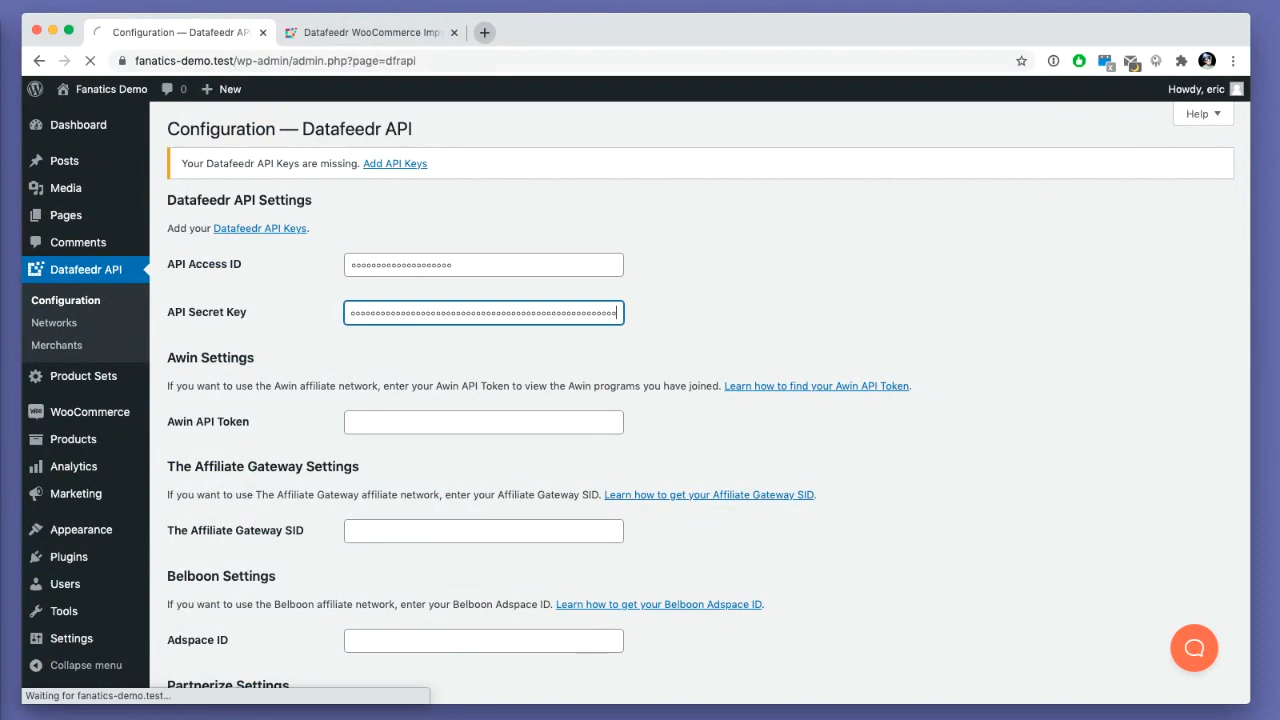 Configuration — Datafeedr AP
Datafeedr WooCommerce Imp
fanatics-demo.test/wp-admin/admin.php?page=dfrapi
Fanatics Demo
0
New
Howdy, eric
Help
Dashboard
Posts
Media
Pages
Comments
Datafeedr API
Configuration
Networks
Merchants
Product Sets
WooCommerce
Products
Analytics
Marketing
Appearance
Plugins
Users
Tools
Settings
Collapse menu
Configuration — Datafeedr API
Your Datafeedr API Keys are missing. Add API Keys
Datafeedr API Settings
Add your Datafeedr API Keys.
API Access ID
API Secret Key
Awin Settings
If you want to use the Awin affiliate network, enter your Awin API Token to view the Awin programs you have joined. Learn how to find your Awin API Token.
Awin API Token
The Affiliate Gateway Settings
If you want to use The Affiliate Gateway affiliate network, enter your Affiliate Gateway SID. Learn how to get your Affiliate Gateway SID.
The Affiliate Gateway SID
Belboon Settings
If you want to use the Belboon affiliate network, enter your Belboon Adspace ID. Learn how to get your Belboon Adspace ID.
Adspace ID
Partnerize Settings
Waiting for fanatics-demo.test...